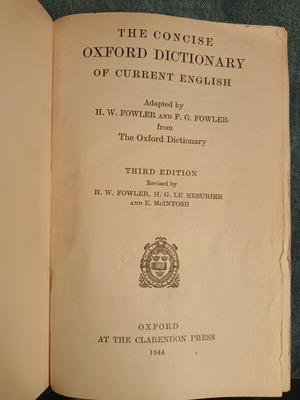 THE CONCISE
OXFORD DICTIONARY
OF CURRENT ENGLISH
Adapted by
H. W. FOWLER AND F. G. FOWLER
from
The Oxford Dictionary
THIRD EDITION
Revised by
H. W. FOWLER, H. G. LE MESURIER
AND E. McINTOSH
OXFORD
AT THE CLARENDON PRESS
1944